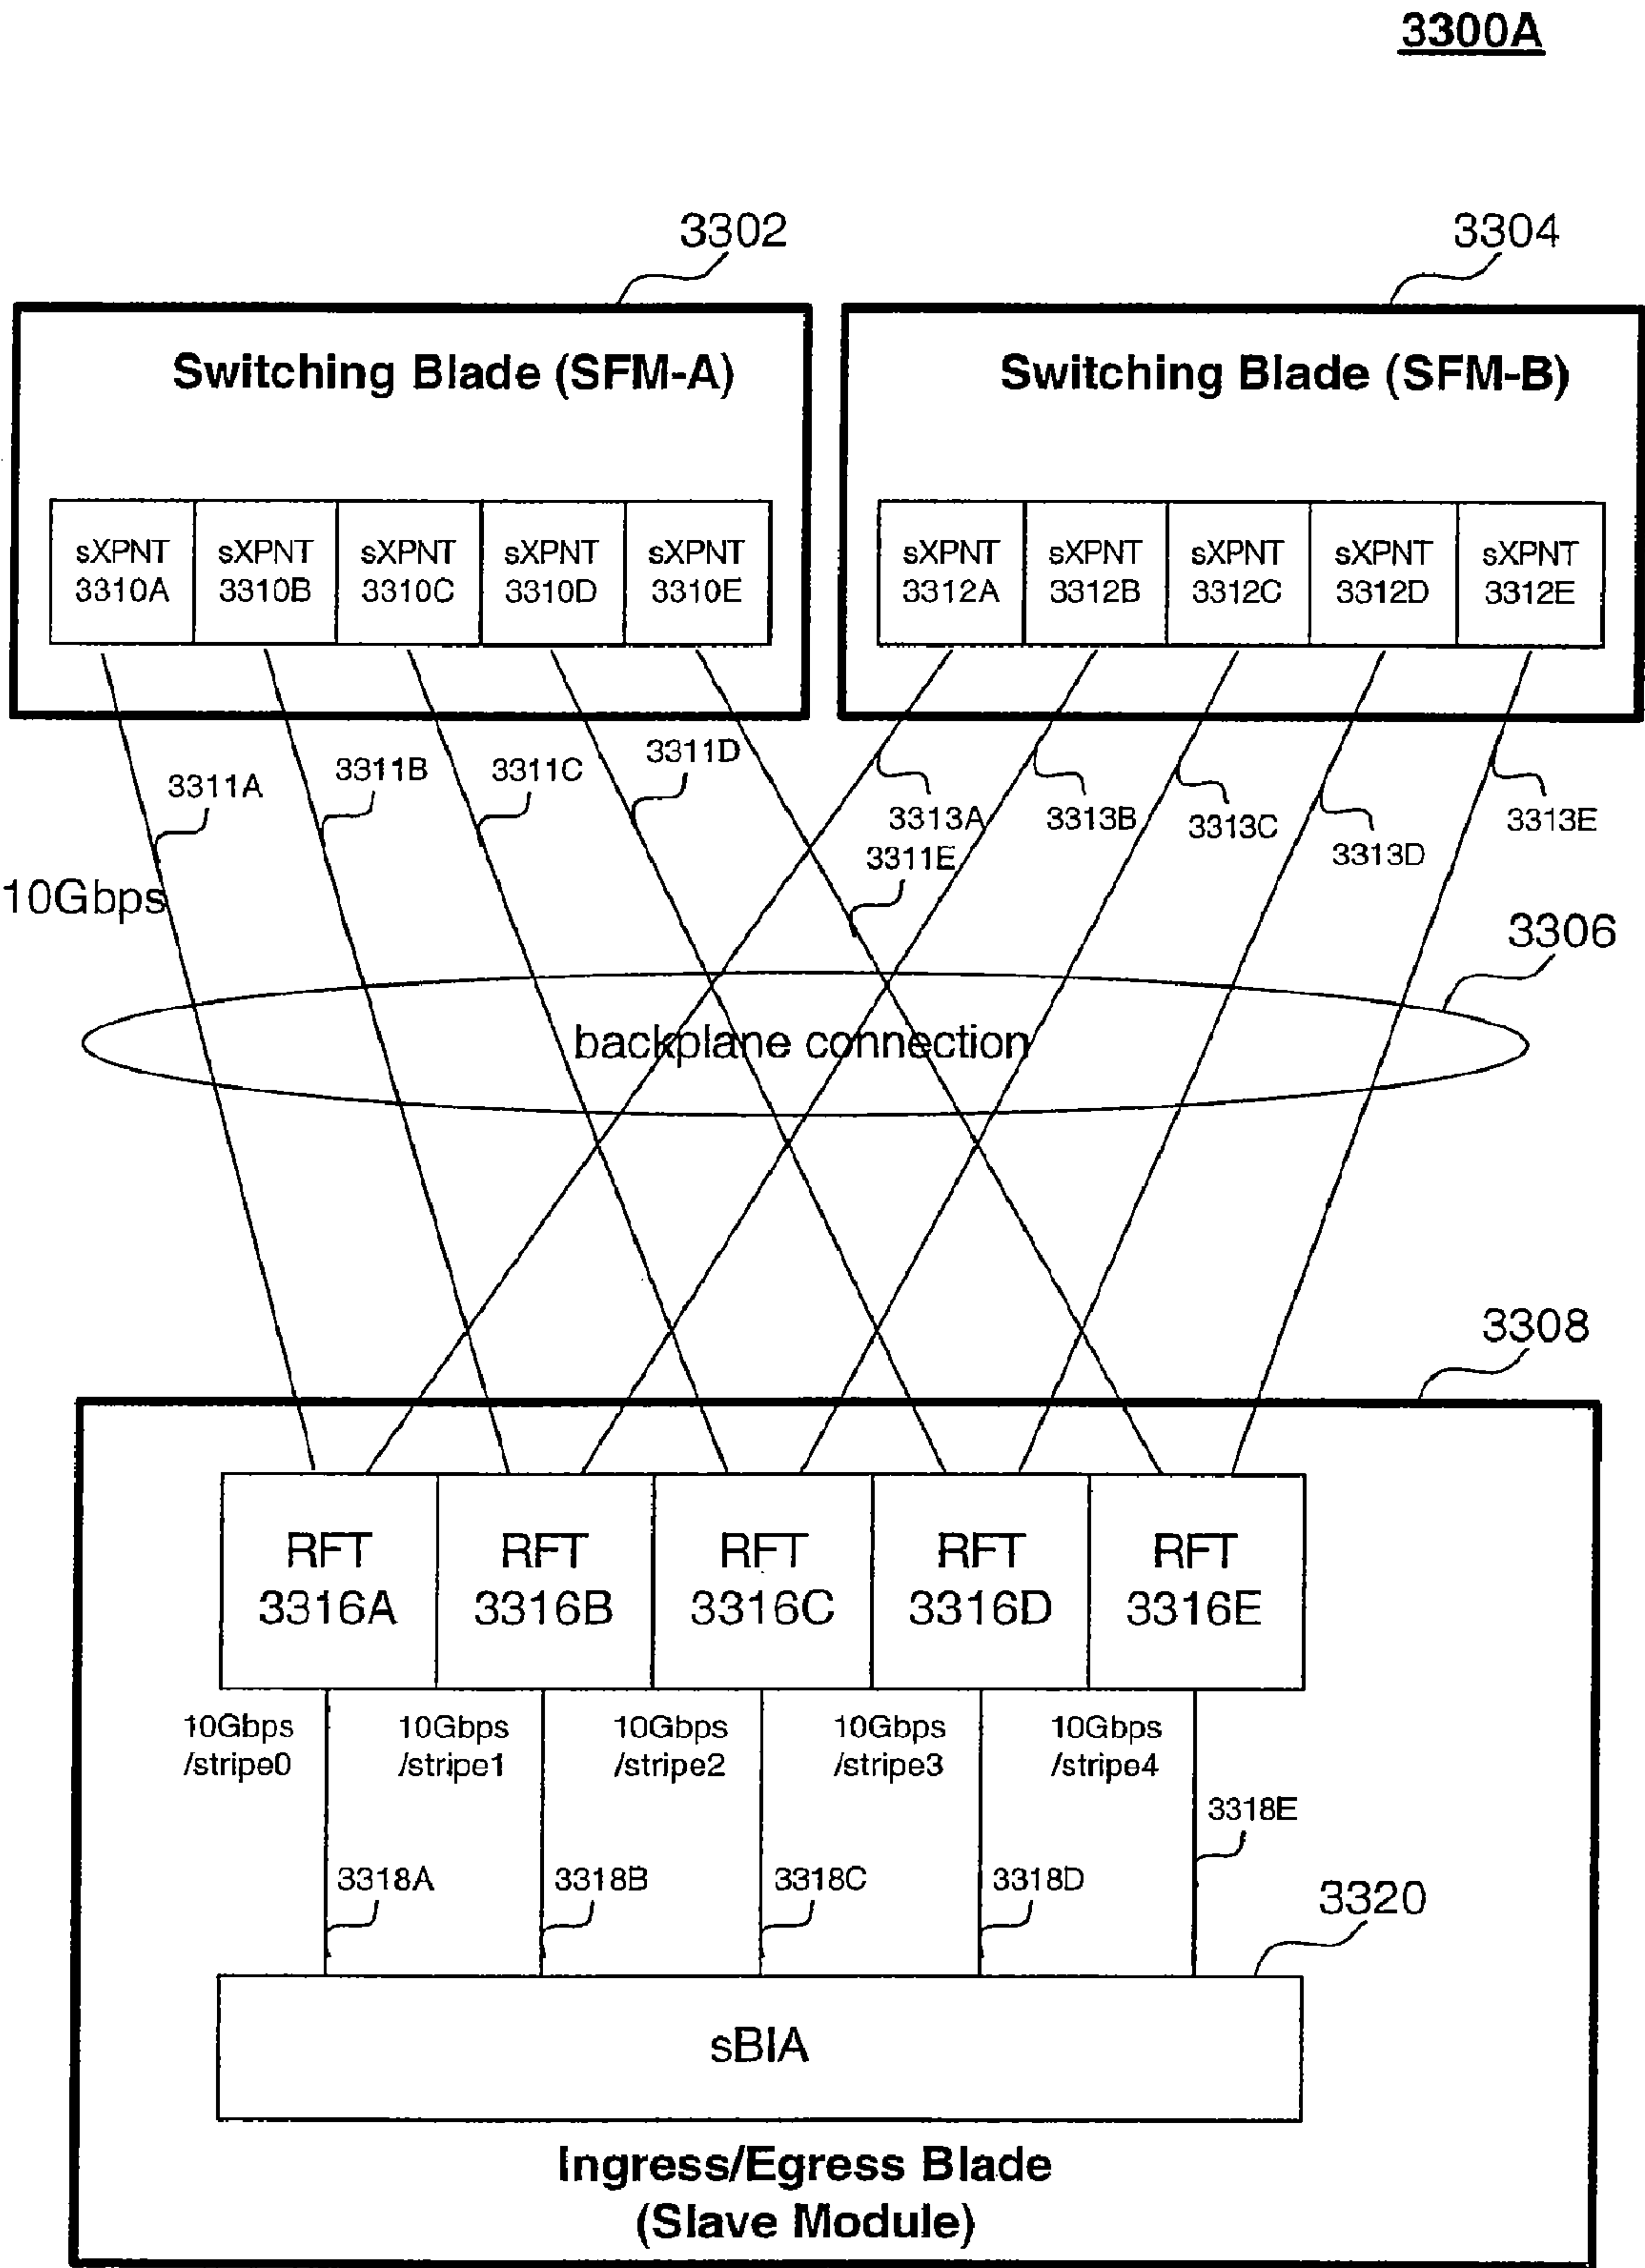 3300A
3302
3304
Switching Blade (SFM-A)
Switching Blade (SFM-B)
sXPNT
3310A
sXPNT
3310B
sXPNT
3310C
sXPNT
3310D
sXPNT
3310E
sXPNT
3312A
sXPNT
3312B
sXPNT
3312C
sXPNT
3312D
sXPNT
3312E
3311A
3311B
3311C
3311D
3313A
3311E
3313B
3313C
3313D
3313E
10Gbps
3306
backplane connection
3308
RFT
3316A
RFT
3316B
RFT
3316C
RFT
3316D
RFT
3316E
10Gbps
/stripe0
10Gbps
/stripe1
10Gbps
/stripe2
10Gbps
/stripe3
10Gbps
/stripe4
3318A
3318B
3318C
3318D
3318E
3320
sBIA
Ingress/Egress Blade
(Slave Module)